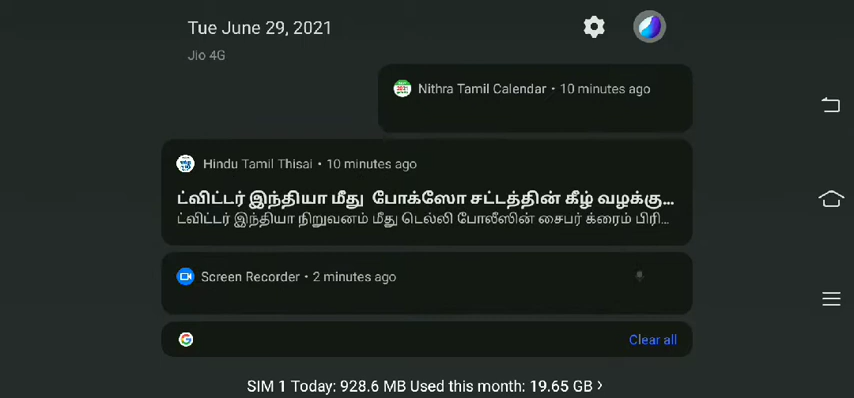 Tue June 29, 2021
Jio 4G
Nithra Tamil Calendar • 10 minutes ago
Hindu Tamil Thisai • 10 minutes ago
ட்விட்டர் இந்தியா மீது போக்ஸோ சட்டத்தின் கீழ் வழக்கு...
ட்விட்டர் இந்தியா நிறுவனம் மீது டெல்லி போலீஸின் சைபர் க்ரைம் பிரி...
Screen Recorder • 2 minutes ago
Clear all
SIM 1 Today: 928.6 MB Used this month: 19.65 GB ›